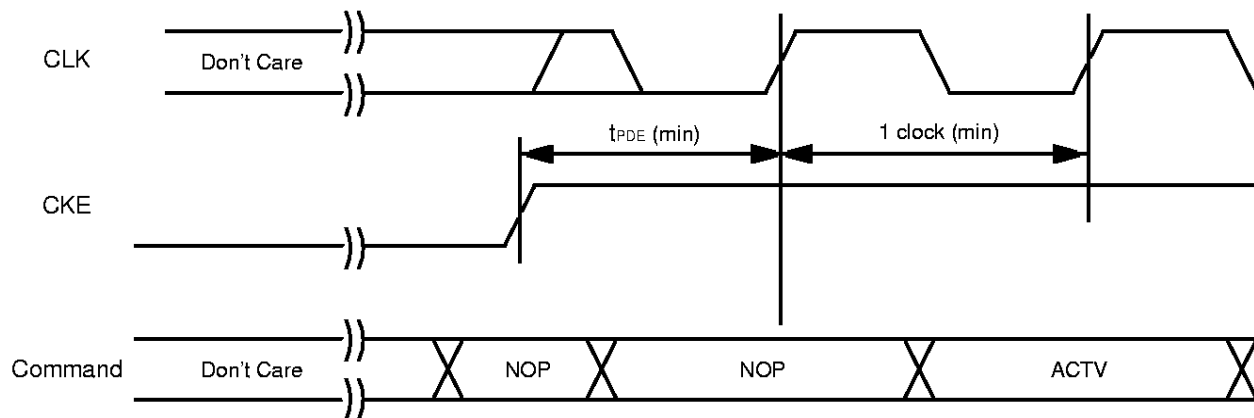 CLK
Don't Care
tPDE (min)
1 clock (min)
CKE
Command
Don't Care
NOP
NOP
ACTV